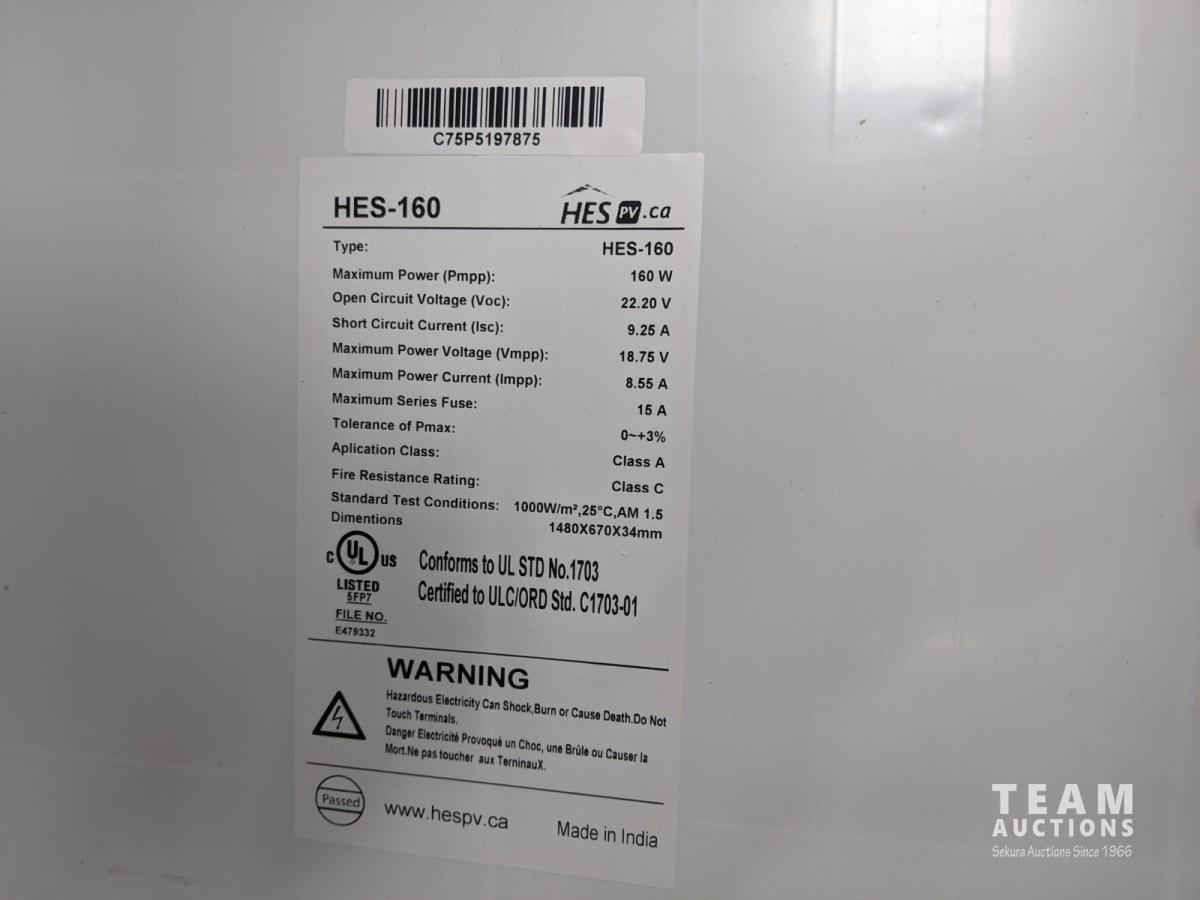 C75P5197875
HES-160
HES PV.ca
Type: HES-160
Maximum Power (Pmpp): 160 W
Open Circuit Voltage (Voc): 22.20 V
Short Circuit Current (Isc): 9.25 A
Maximum Power Voltage (Vmpp): 18.75 V
Maximum Power Current (Impp): 8.55 A
Maximum Series Fuse: 15 A
Tolerance of Pmax: 0~+3%
Aplication Class: Class A
Fire Resistance Rating: Class C
Standard Test Conditions: 1000W/m²,25°C,AM 1.5
Dimentions 1480X670X34mm
C UL US
LISTED
5FP7
FILE NO.
E479332
Conforms to UL STD No.1703
Certified to ULC/ORD Std. C1703-01
WARNING
Hazardous Electricity Can Shock,Burn or Cause Death.Do Not
Touch Terminals.
Danger Electricité Provoqué un Choc, une Brûle ou Causer la
Mort.Ne pas toucher aux TerninauX.
Passed
www.hespv.ca
Made in India
TEAM
AUCTIONS
Sekura Auctions Since 1966